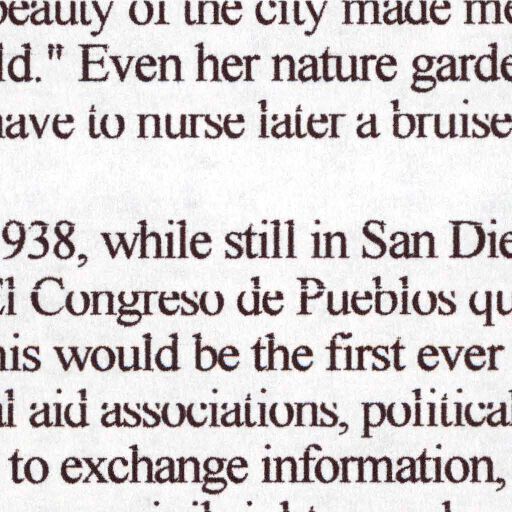 beauty of the city made me
ld." Even her nature garde
have to nurse later a bruise
938, while still in San Die
El Congreso de Pueblos qu
his would be the first ever
al aid associations, political
to exchange information,